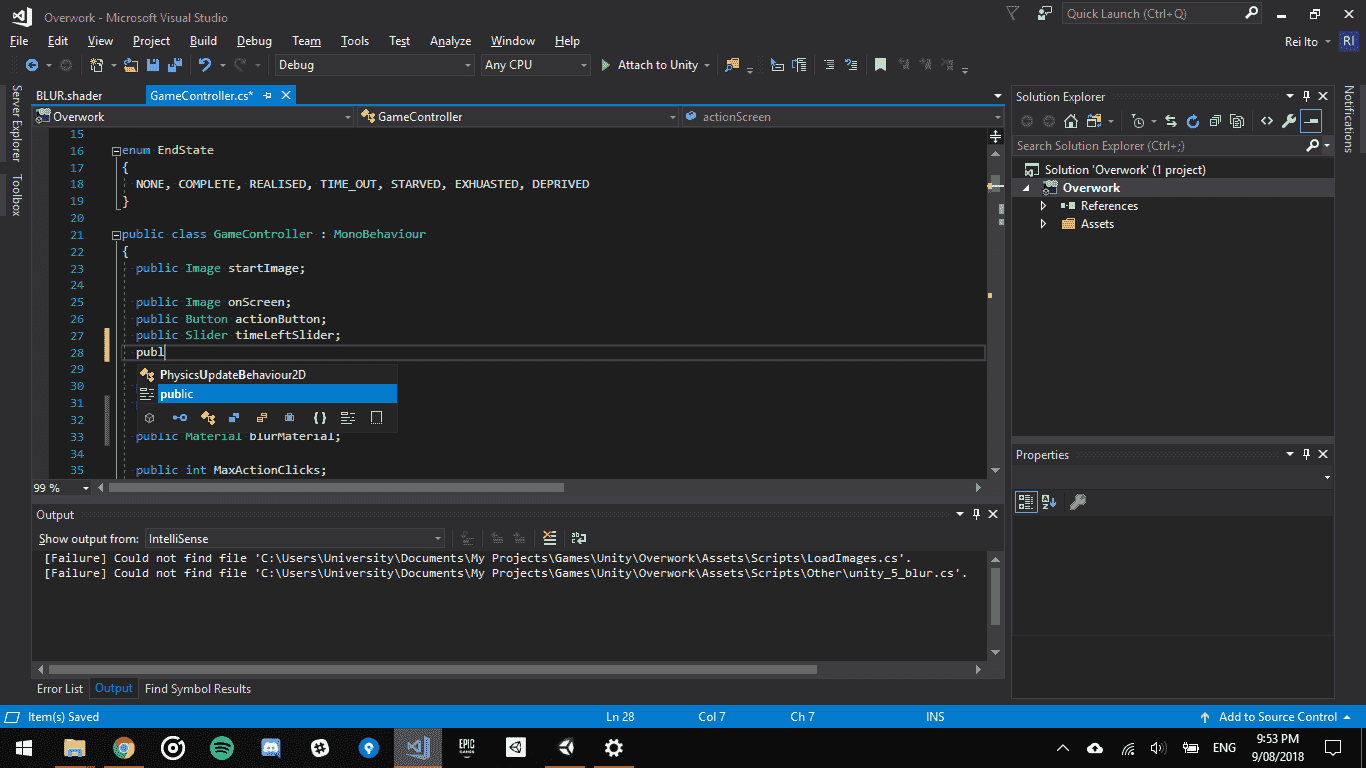 Overwork - Microsoft Visual Studio
Quick Launch (Ctrl+Q)
File Edit View Project Build Debug Team Tools Test Analyze Window Help
Rei Ito RI
Debug Any CPU Attach to Unity
Server Explorer
Toolbox
BLUR.shader GameController.cs*
Overwork GameController actionScreen
15
16 enum EndState
17 {
18 NONE, COMPLETE, REALISED, TIME_OUT, STARVED, EXHUASTED, DEPRIVED
19 }
20
21 public class GameController : MonoBehaviour
22 {
23 public Image startImage;
24
25 public Image onScreen;
26 public Button actionButton;
27 public Slider timeLeftSlider;
28 publ
29 PhysicsUpdateBehaviour2D
30 public
31
32
33 public Material blurMaterial;
34
35 public int MaxActionClicks;
99 %
Output
Show output from: IntelliSense
[Failure] Could not find file 'C:\Users\University\Documents\My Projects\Games\Unity\Overwork\Assets\Scripts\LoadImages.cs'.
[Failure] Could not find file 'C:\Users\University\Documents\My Projects\Games\Unity\Overwork\Assets\Scripts\Other\unity_5_blur.cs'.
Error List Output Find Symbol Results
Solution Explorer
Search Solution Explorer (Ctrl+;)
Solution 'Overwork' (1 project)
Overwork
References
Assets
Properties
Notifications
Item(s) Saved Ln 28 Col 7 Ch 7 INS Add to Source Control
EPIC
GAMES
ENG
9:53 PM
9/08/2018